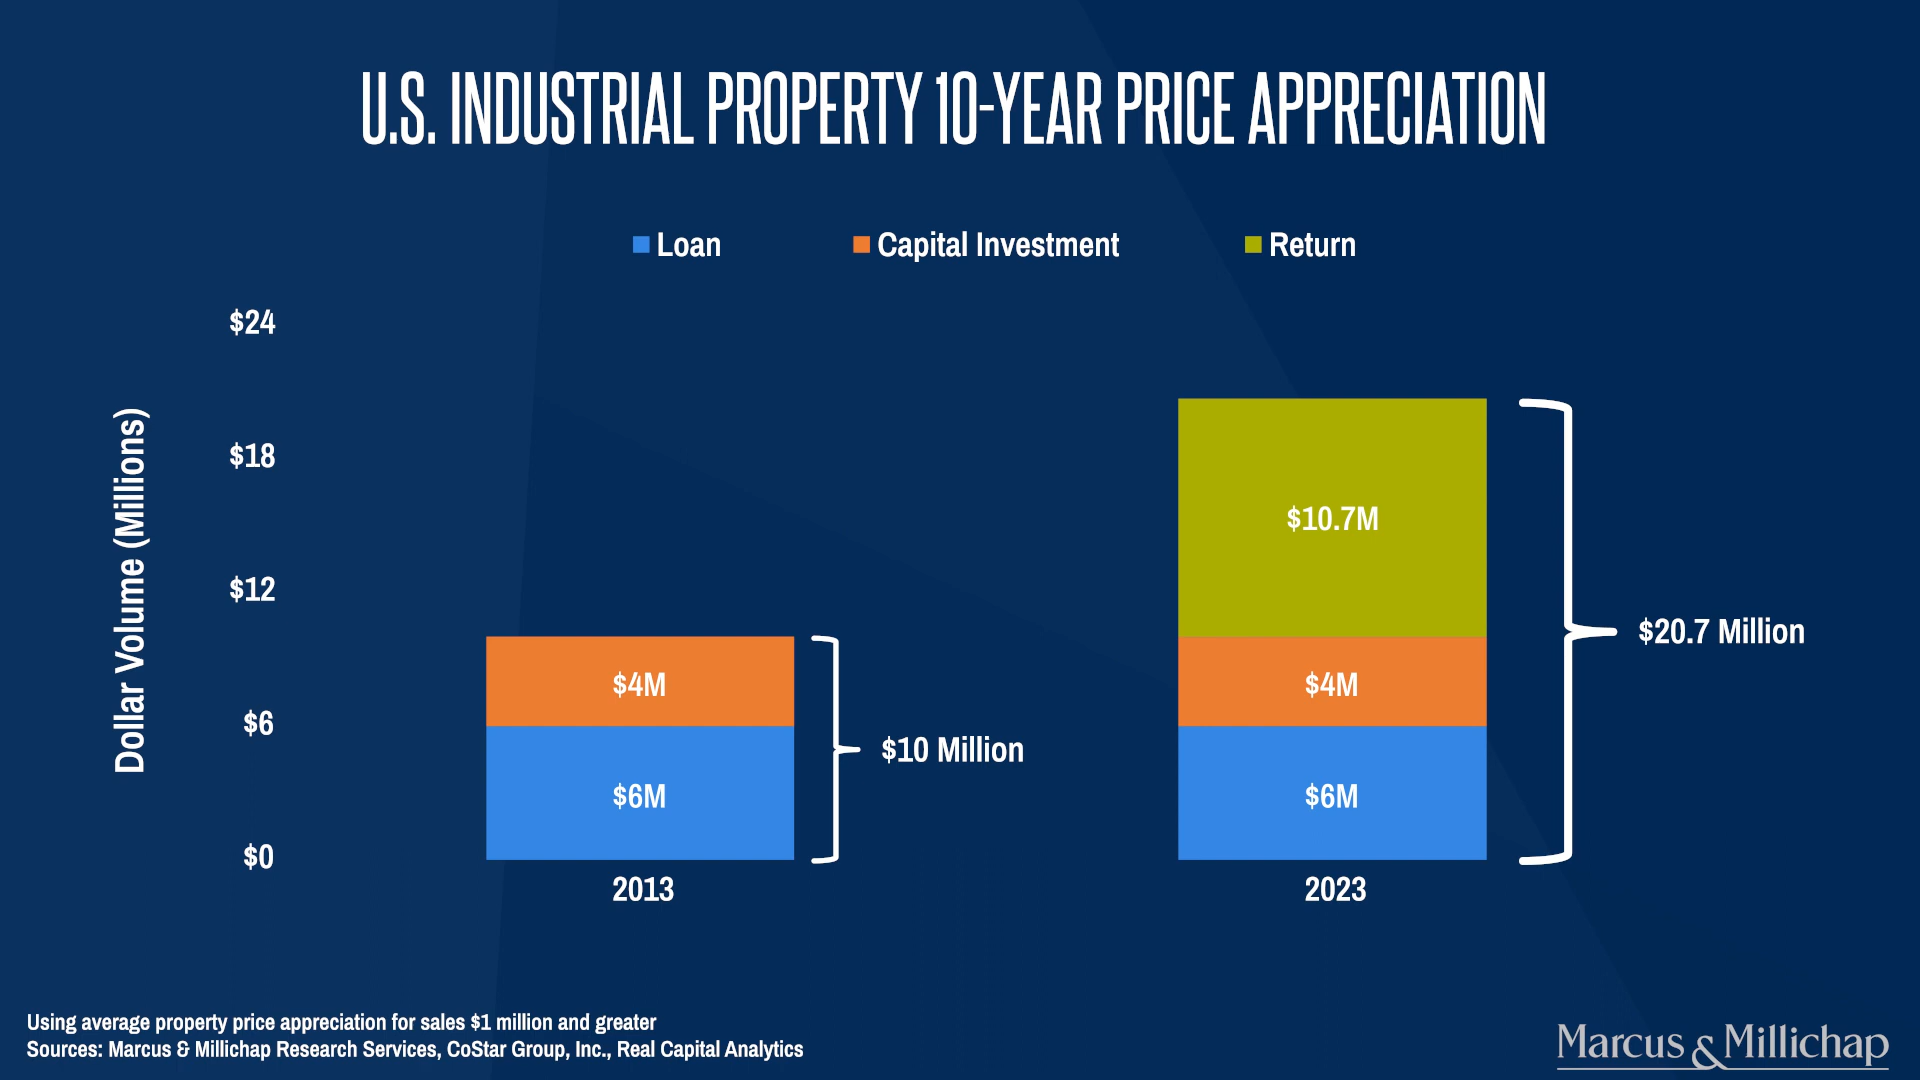 U.S. INDUSTRIAL PROPERTY 10-YEAR PRICE APPRECIATION
Loan
Capital Investment
Return
Dollar Volume (Millions)
$24
$18
$12
$6
$0
$4M
$6M
$10 Million
2013
$10.7M
$4M
$6M
$20.7 Million
2023
Using average property price appreciation for sales $1 million and greater
Sources: Marcus & Millichap Research Services, CoStar Group, Inc., Real Capital Analytics
Marcus & Millichap